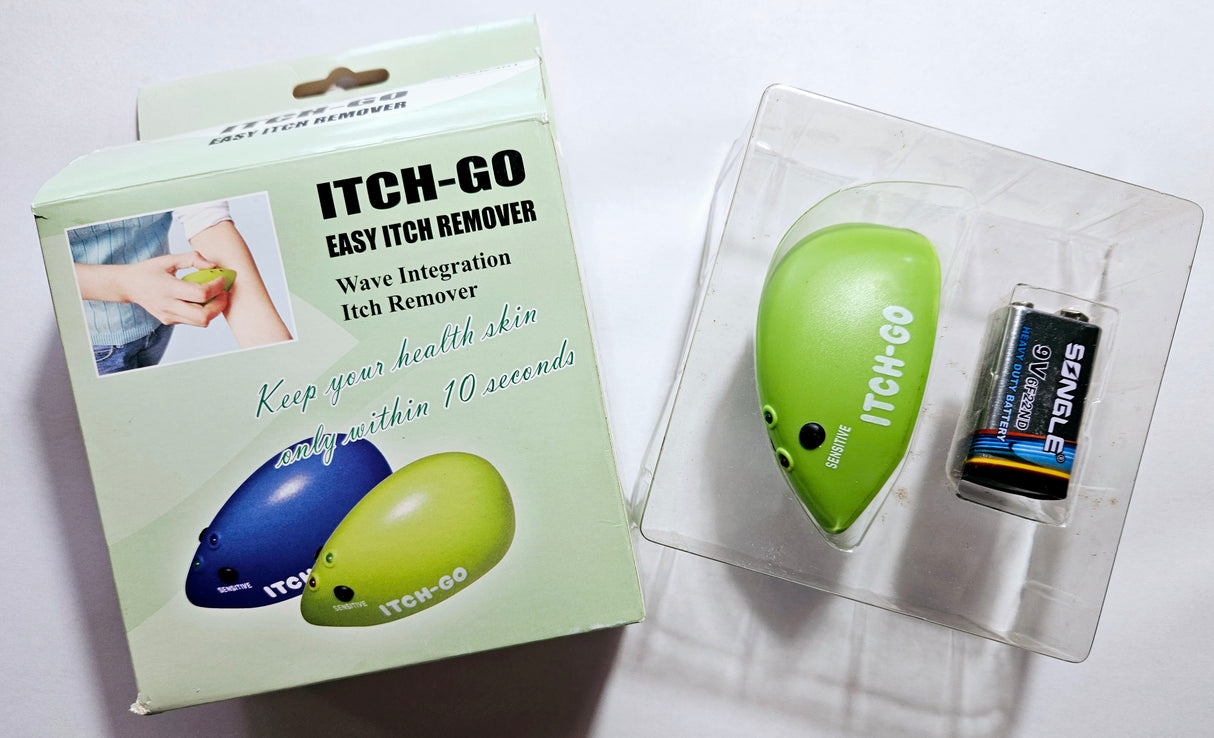 ITCH-GO
EASY ITCH REMOVER
ITCH-GO
EASY ITCH REMOVER
Wave Integration
Itch Remover
Keep your health skin
only within 10 seconds
SENSITIVE
ITCH
SENSITIVE
ITCH-GO
ITCH-GO
SENSITIVE
SONGLE
9V 6F22ND
HEAVY DUTY BATTERY